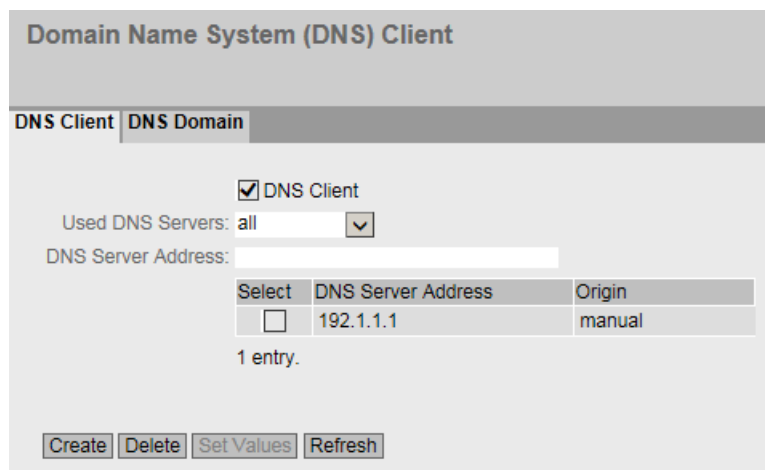 Domain Name System (DNS) Client
DNS Client DNS Domain
DNS Client
Used DNS Servers: all
DNS Server Address:
Select DNS Server Address Origin
192.1.1.1 manual
1 entry.
Create Delete Set Values Refresh